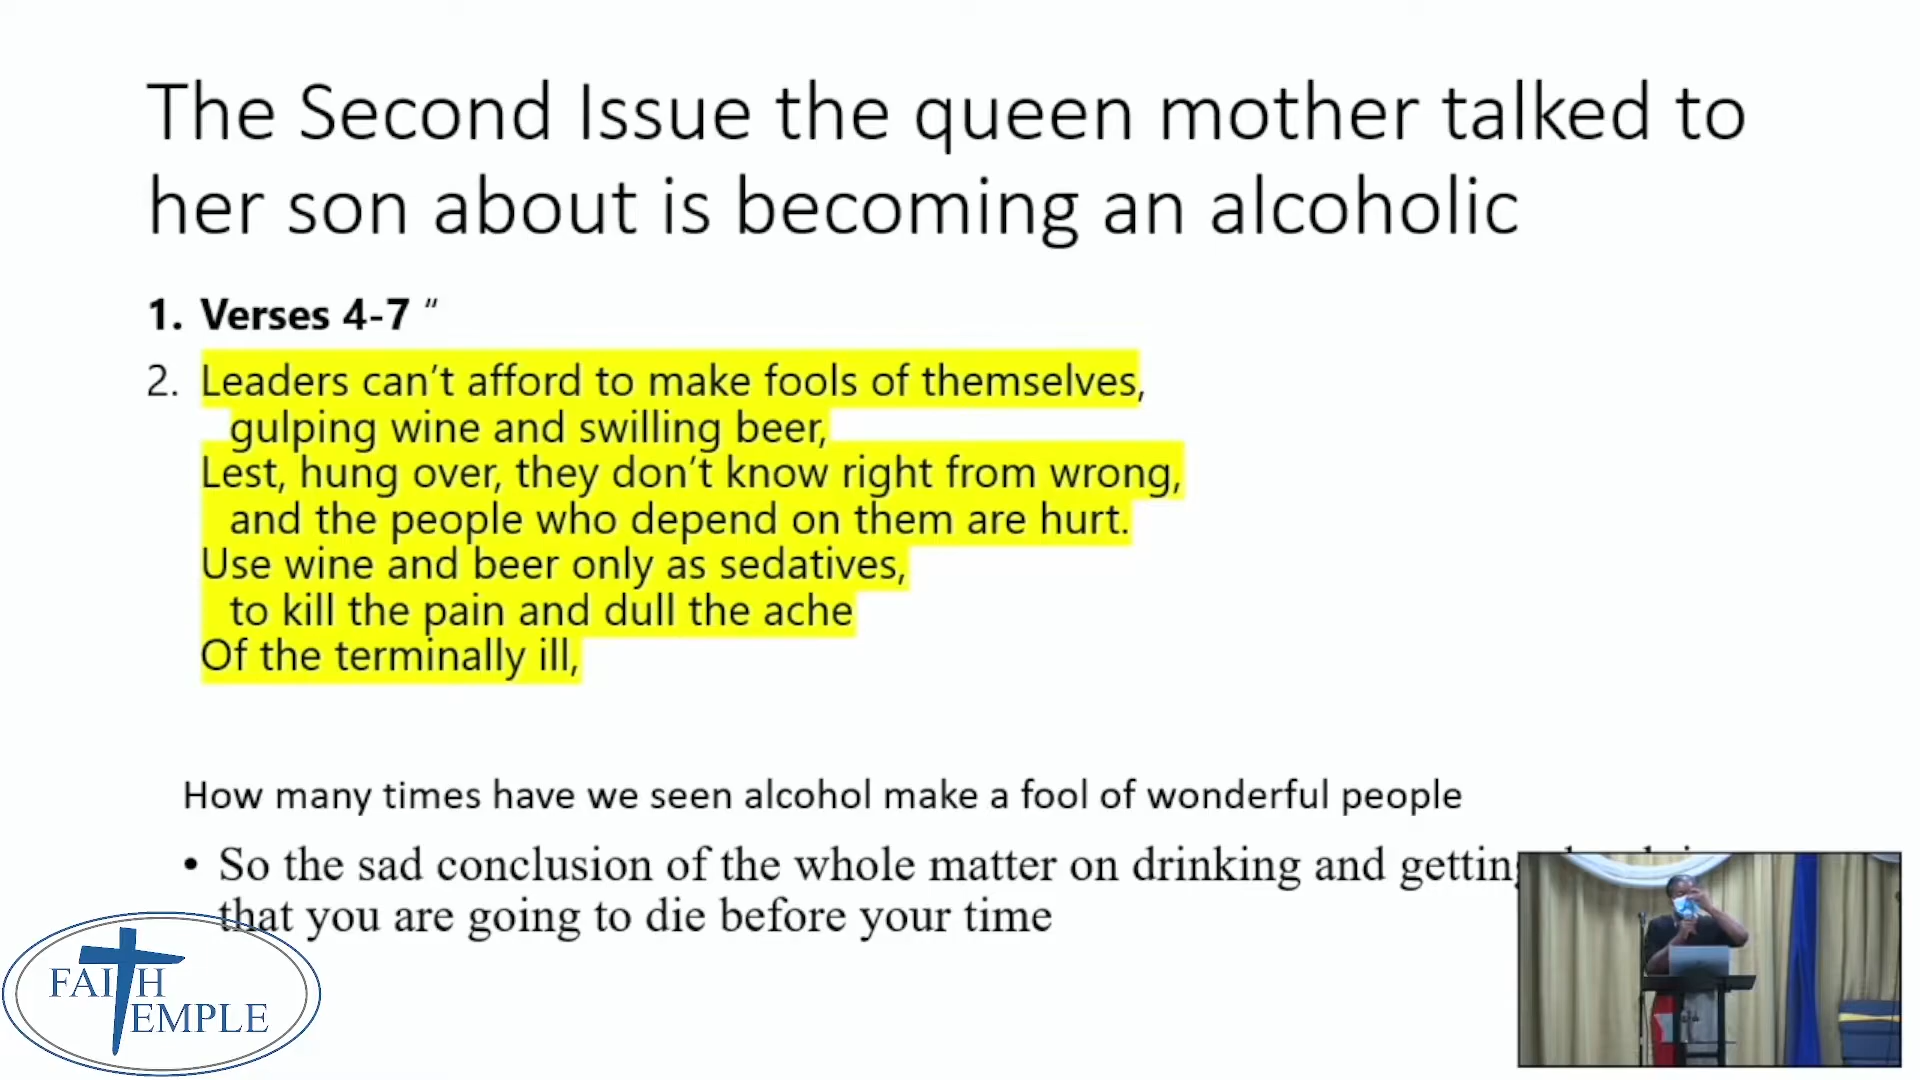 The Second Issue the queen mother talked to
her son about is becoming an alcoholic
1. Verses 4-7 “
2. Leaders can’t afford to make fools of themselves,
gulping wine and swilling beer,
Lest, hung over, they don’t know right from wrong,
and the people who depend on them are hurt.
Use wine and beer only as sedatives,
to kill the pain and dull the ache
Of the terminally ill,
How many times have we seen alcohol make a fool of wonderful people
• So the sad conclusion of the whole matter on drinking and getting
that you are going to die before your time
FAITH
TEMPLE